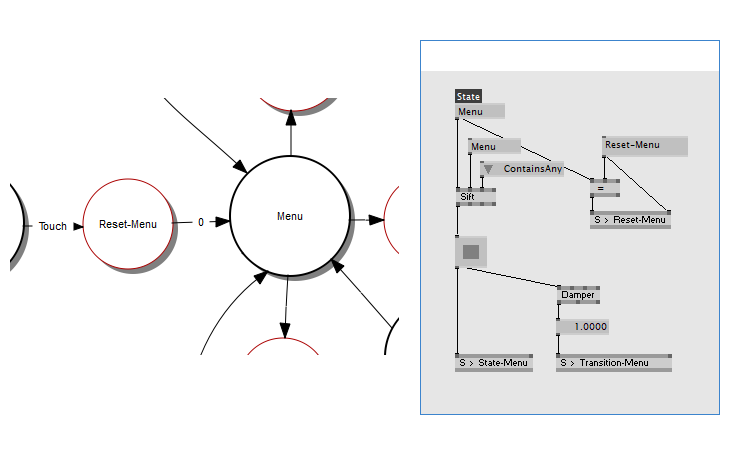 Touch
Reset-Menu
0
Menu
State
Menu
Menu
ContainsAny
Sift
Reset-Menu
=
S > Reset-Menu
Damper
1.0000
S > State-Menu
S > Transition-Menu